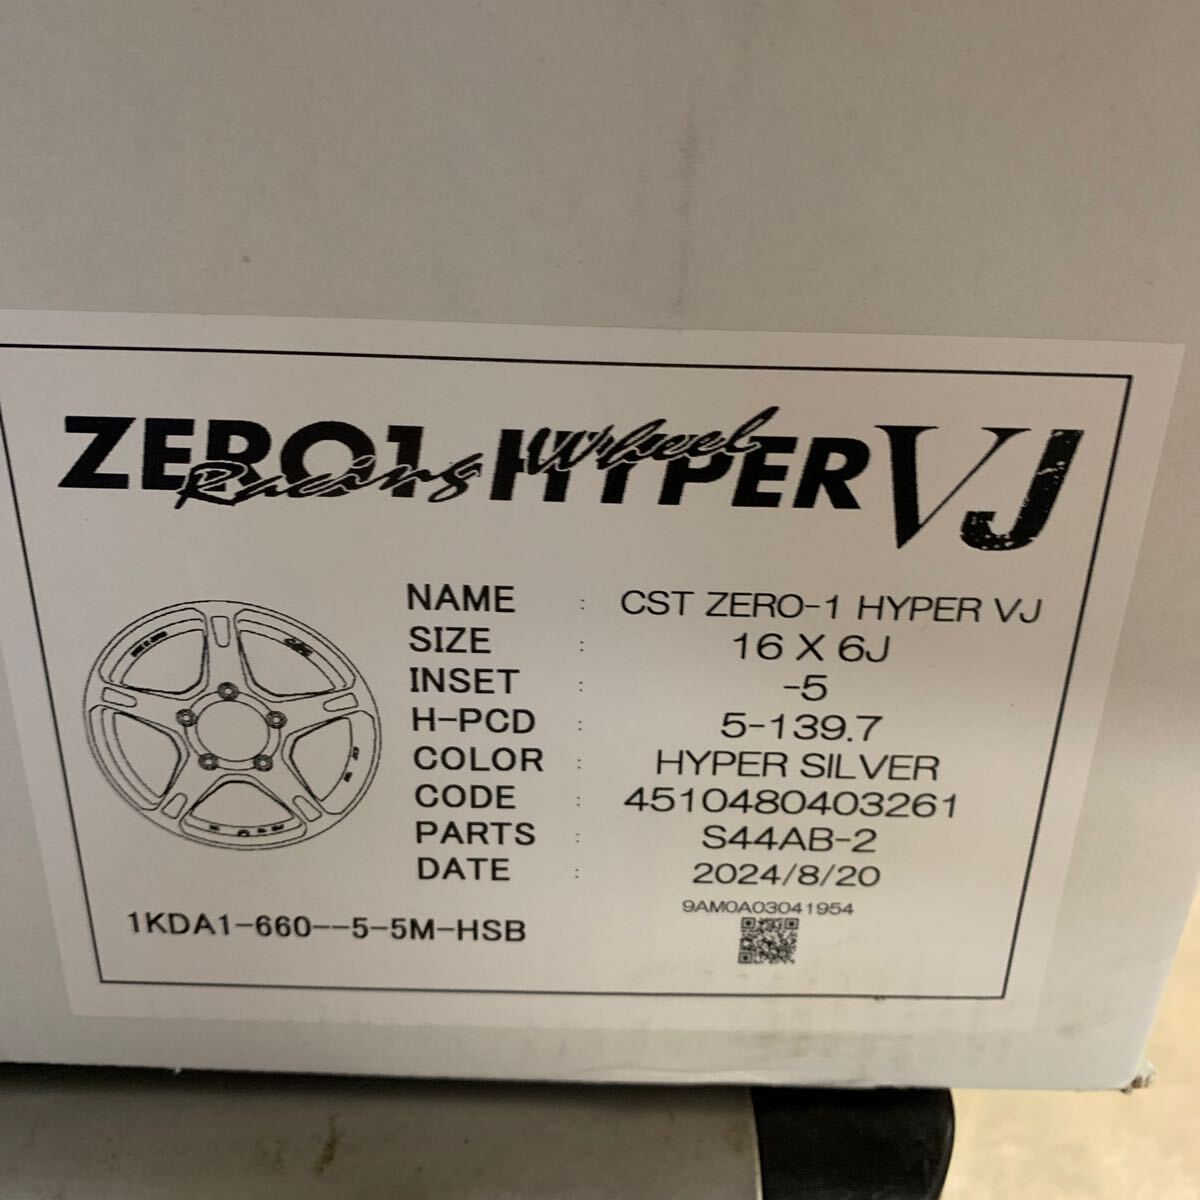 ZERO1 HYPER VJ
Racing Wheel
NAME : CST ZERO-1 HYPER VJ
SIZE : 16 X 6J
INSET : -5
H-PCD : 5-139.7
COLOR : HYPER SILVER
CODE : 4510480403261
PARTS : S44AB-2
DATE : 2024/8/20
9AM0A03041954
1KDA1-660--5-5M-HSB